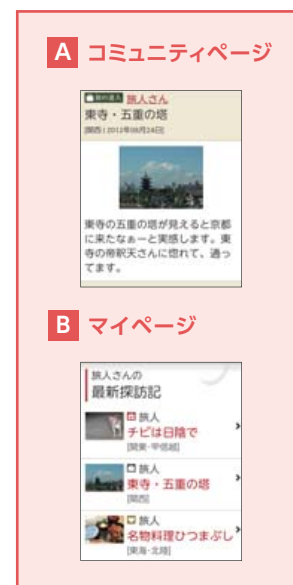 A コミュニティページ
旅の達人 旅人さん
東寺・五重の塔
[関西 | 2012年08月24日]
東寺の五重の塔が見えると京都
に来たなぁーと実感します。東
寺の帝釈天さんに惚れて、通っ
てます。
B マイページ
旅人さんの
最新探訪記
旅人
チビは日陰で
[関東・甲信越]
旅人
東寺・五重の塔
[関西]
旅人
名物料理ひつまぶし
[東海・北陸]